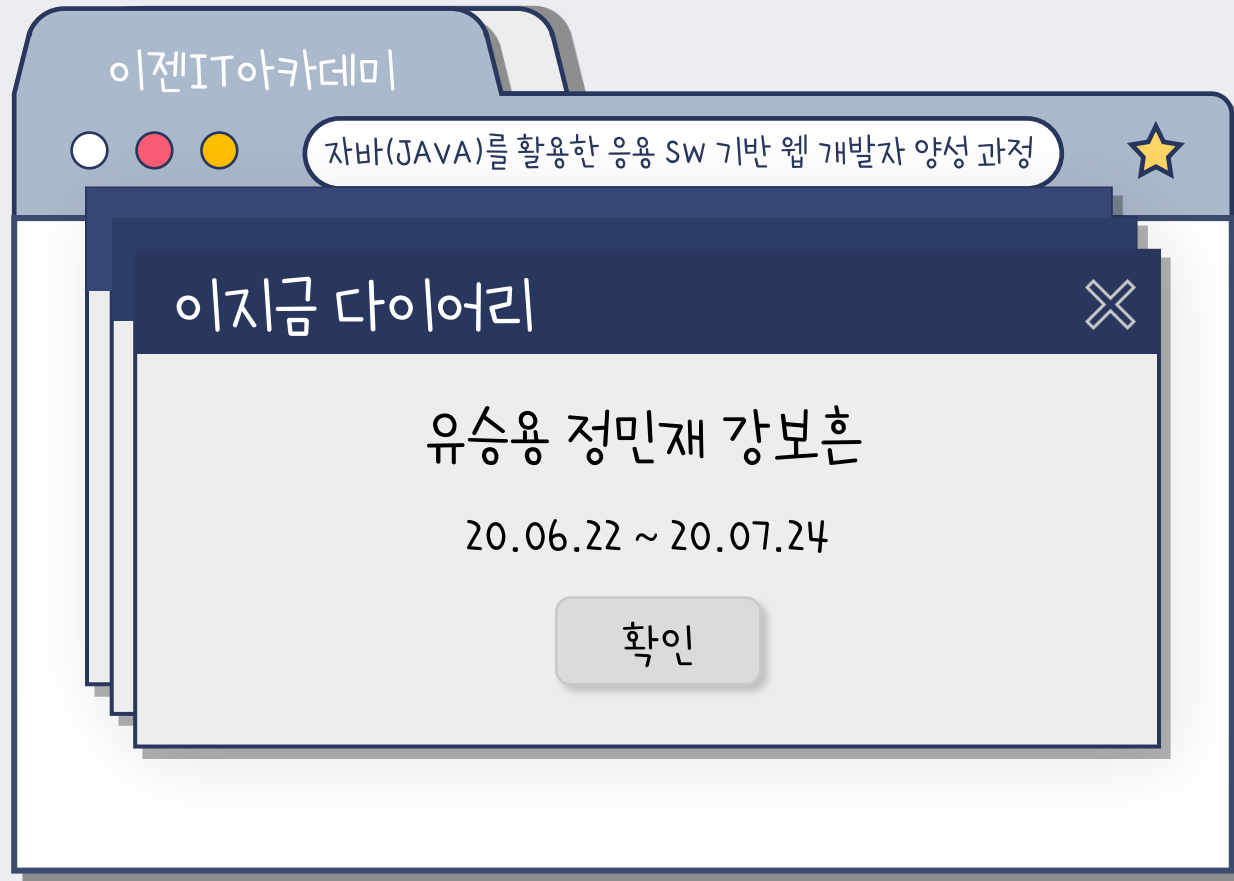 이젠IT아카데미
자바(JAVA)를 활용한 응용 SW 기반 웹 개발자 양성 과정
이지금 다이어리
유승용 정민재 강보흔
20.06.22 ~ 20.07.24
확인